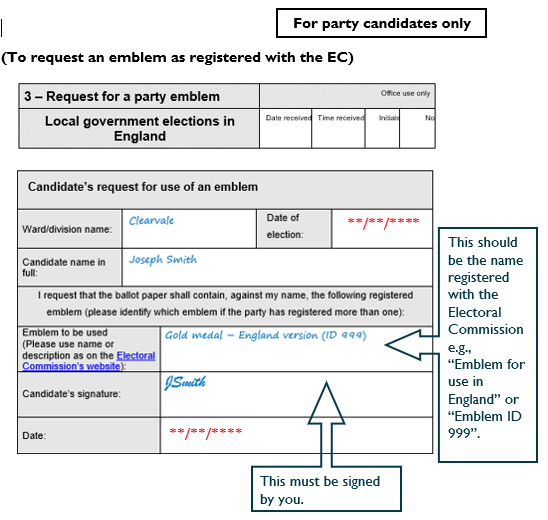 For party candidates only
(To request an emblem as registered with the EC)
3 – Request for a party emblem
Office use only
Local government elections in
England
Date received
Time received
Initials
No
Candidate's request for use of an emblem
Ward/division name:
Clearvale
Date of
election:
**/**/****
Candidate name in
full:
Joseph Smith
I request that the ballot paper shall contain, against my name, the following registered
emblem (please identify which emblem if the party has registered more than one):
Emblem to be used
(Please use name or
description as on the Electoral
Commission's website):
Gold medal – England version (ID 999)
Candidate's signature:
JSmith
Date:
**/**/****
This should
be the name
registered
with the
Electoral
Commission
e.g.,
“Emblem for
use in
England” or
“Emblem ID
999”.
This must be signed
by you.